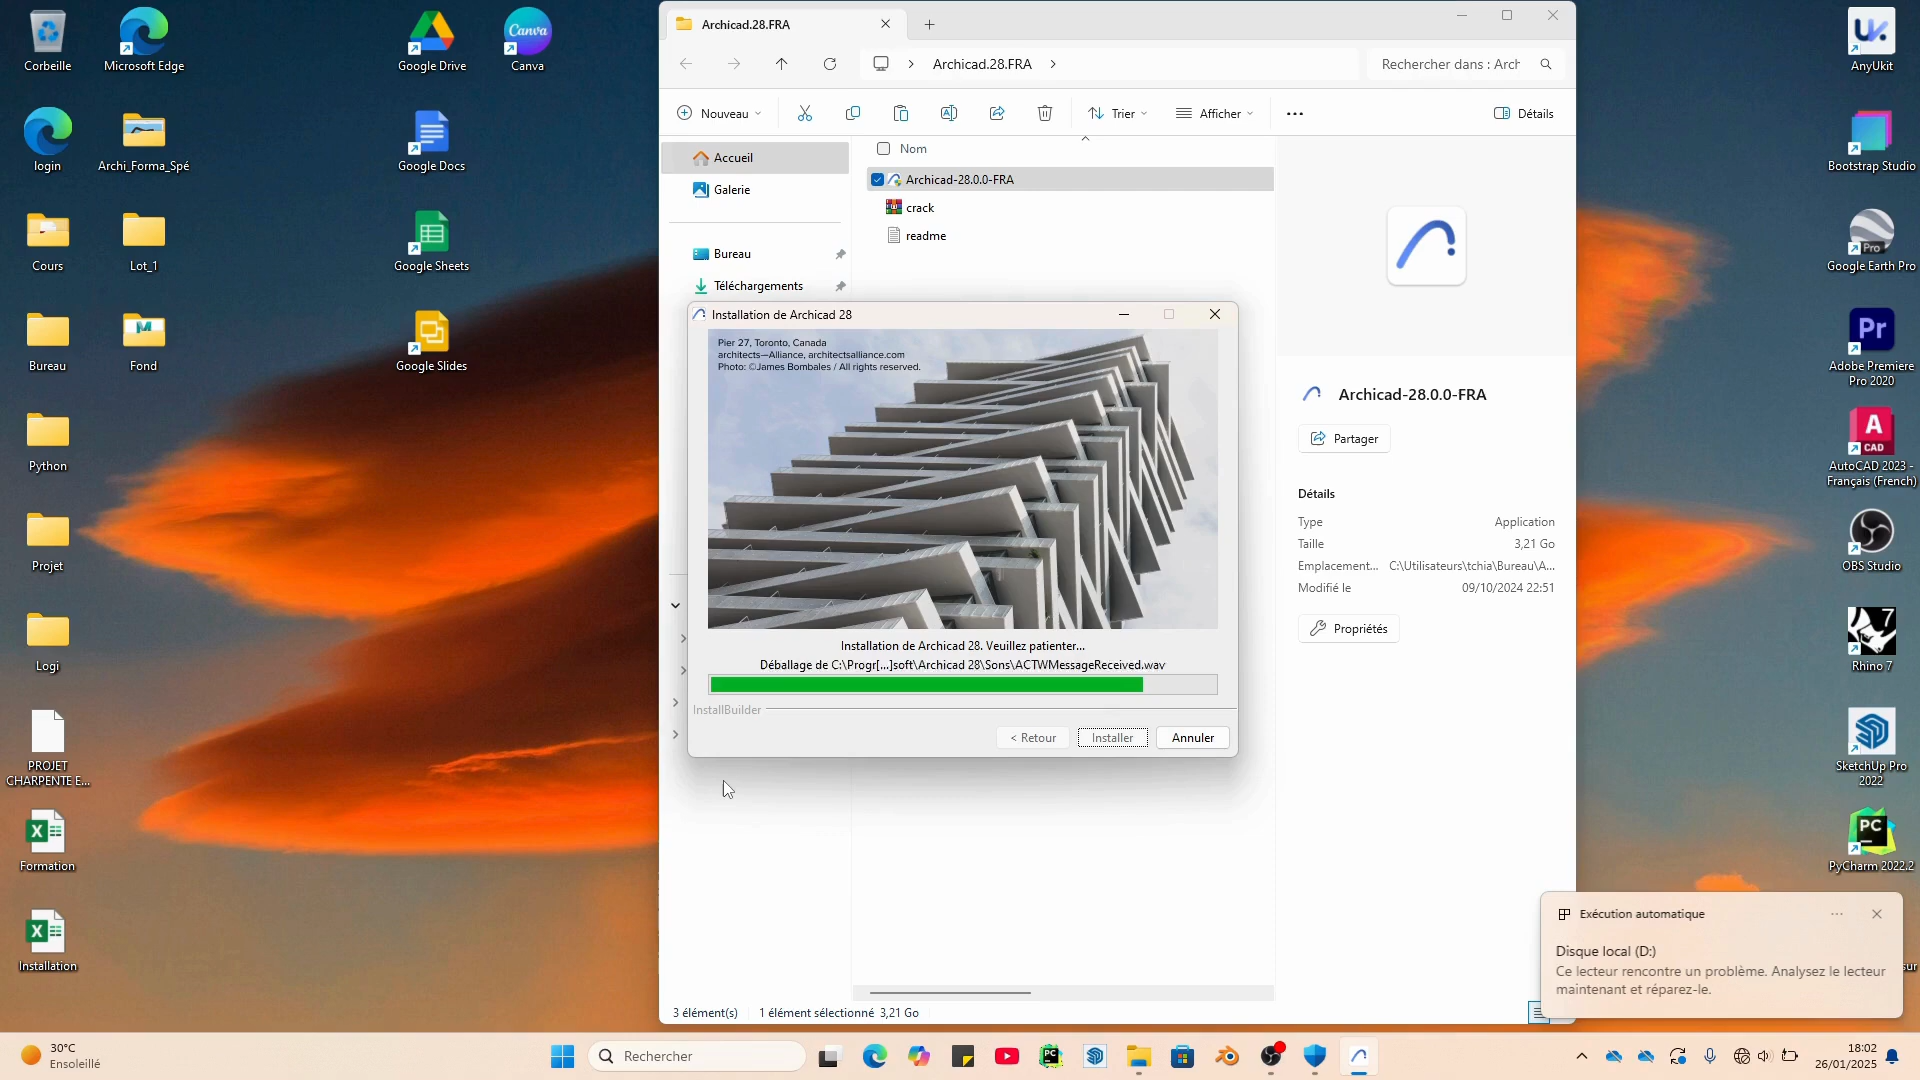 Corbeille
Microsoft Edge
Google Drive
Canva
Canva
login
Archi_Forma_Spé
Google Docs
Cours
Lot_1
Google Sheets
Bureau
Fond
Google Slides
Python
Projet
Logi
PROJET
CHARPENTE E...
Formation
Installation
Archicad.28.FRA
Archicad.28.FRA
Rechercher dans : Arch
Nouveau
Trier
Afficher
Détails
Accueil
Galerie
Bureau
Téléchargements
Nom
Archicad-28.0.0-FRA
crack
readme
Installation de Archicad 28
Pier 27, Toronto, Canada
architects—Alliance, architectsalliance.com
Photo: ©James Bombales / All rights reserved.
Installation de Archicad 28. Veuillez patienter...
Déballage de C:\Progr[...]soft\Archicad 28\Sons\ACTWMessageReceived.wav
InstallBuilder
< Retour
Installer
Annuler
Archicad-28.0.0-FRA
Partager
Détails
Type
Application
Taille
3,21 Go
Emplacement...
C:\Utilisateurs\tchia\Bureau\A...
Modifié le
09/10/2024 22:51
Propriétés
3 élément(s)
1 élément sélectionné 3,21 Go
AnyUkit
Bootstrap Studio
Pro
Google Earth Pro
Pr
Adobe Premiere
Pro 2020
A
CAD
AutoCAD 2023 -
Français (French)
OBS Studio
7
Rhino 7
SketchUp Pro
2022
PC
PyCharm 2022.2
Exécution automatique
Disque local (D:)
Ce lecteur rencontre un problème. Analysez le lecteur
maintenant et réparez-le.
sur
30°C
Ensoleillé
Rechercher
PC
18:02
26/01/2025